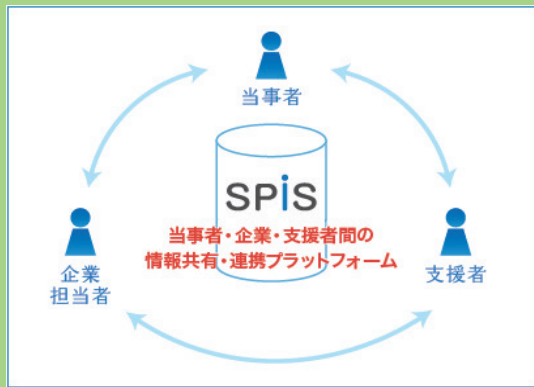 当事者
SPiS
当事者・企業・支援者間の
情報共有・連携プラットフォーム
企業
担当者
支援者